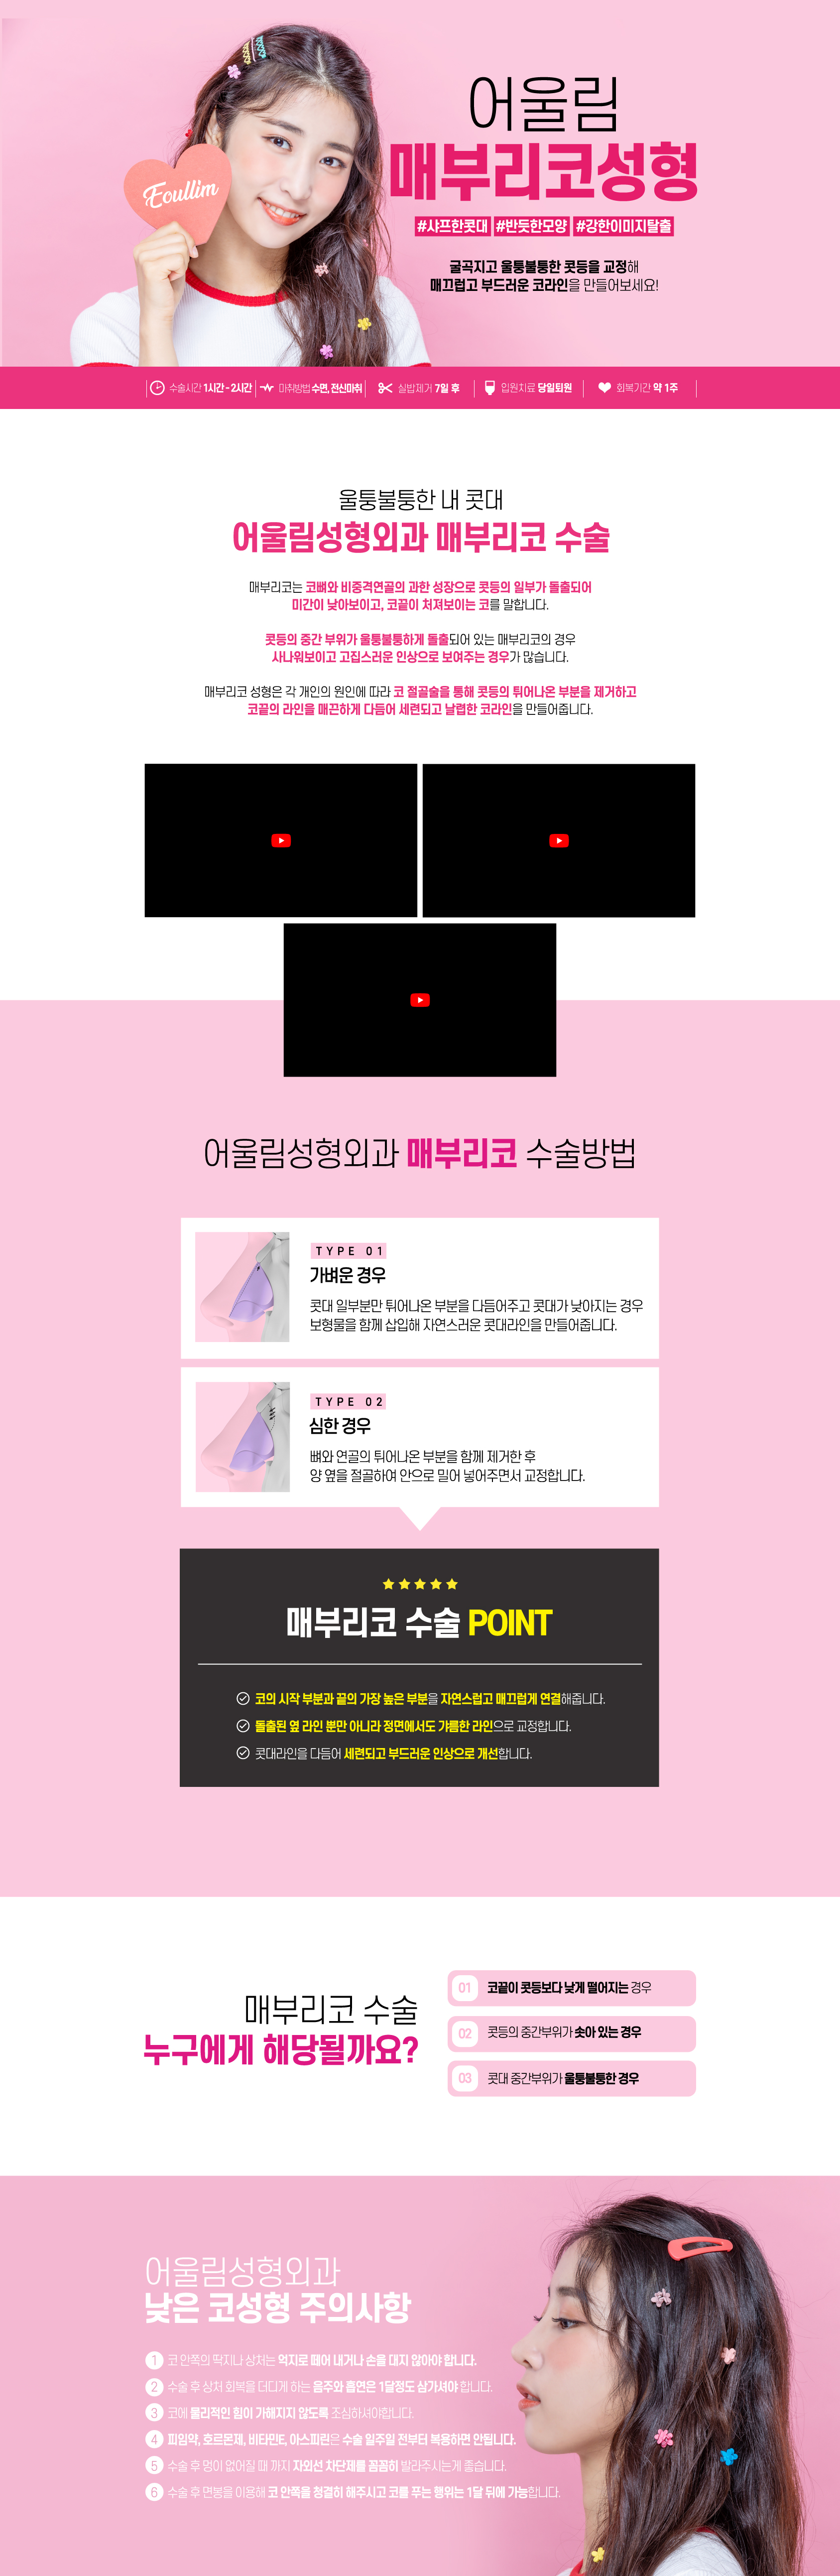 Eoullim
어울림
매부리코성형
#샤프한콧대 #반듯한모양 #강한이미지탈출
굴곡지고 울퉁불퉁한 콧등을 교정해
매끄럽고 부드러운 코라인을 만들어보세요!
수술시간 1시간 - 2시간 마취방법 수면, 전신마취 실밥제거 7일 후 입원치료 당일퇴원 회복기간 약 1주
울퉁불퉁한 내 콧대
어울림성형외과 매부리코 수술
매부리코는 코뼈와 비중격연골의 과한 성장으로 콧등의 일부가 돌출되어
미간이 낮아보이고, 코끝이 처져보이는 코를 말합니다.
콧등의 중간 부위가 울퉁불퉁하게 돌출되어 있는 매부리코의 경우
사나워보이고 고집스러운 인상으로 보여주는 경우가 많습니다.
매부리코 성형은 각 개인의 원인에 따라 코 절골술을 통해 콧등의 튀어나온 부분을 제거하고
코끝의 라인을 매끈하게 다듬어 세련되고 날렵한 코라인을 만들어줍니다.
어울림성형외과 매부리코 수술방법
TYPE 01
가벼운 경우
콧대 일부분만 튀어나온 부분을 다듬어주고 콧대가 낮아지는 경우
보형물을 함께 삽입해 자연스러운 콧대라인을 만들어줍니다.
TYPE 02
심한 경우
뼈와 연골의 튀어나온 부분을 함께 제거한 후
양 옆을 절골하여 안으로 밀어 넣어주면서 교정합니다.
매부리코 수술 POINT
코의 시작 부분과 끝의 가장 높은 부분을 자연스럽고 매끄럽게 연결해줍니다.
돌출된 옆 라인 뿐만 아니라 정면에서도 갸름한 라인으로 교정합니다.
콧대라인을 다듬어 세련되고 부드러운 인상으로 개선합니다.
매부리코 수술
누구에게 해당될까요?
01 코끝이 콧등보다 낮게 떨어지는 경우
02 콧등의 중간부위가 솟아 있는 경우
03 콧대 중간부위가 울퉁불퉁한 경우
어울림성형외과
낮은 코성형 주의사항
1 코 안쪽의 딱지나 상처는 억지로 떼어 내거나 손을 대지 않아야 합니다.
2 수술 후 상처 회복을 더디게 하는 음주와 흡연은 1달정도 삼가셔야 합니다.
3 코에 물리적인 힘이 가해지지 않도록 조심하셔야합니다.
4 피임약, 호르몬제, 비타민E, 아스피린은 수술 일주일 전부터 복용하면 안됩니다.
5 수술 후 멍이 없어질 때 까지 자외선 차단제를 꼼꼼히 발라주시는게 좋습니다.
6 수술 후 면봉을 이용해 코 안쪽을 청결히 해주시고 코를 푸는 행위는 1달 뒤에 가능합니다.